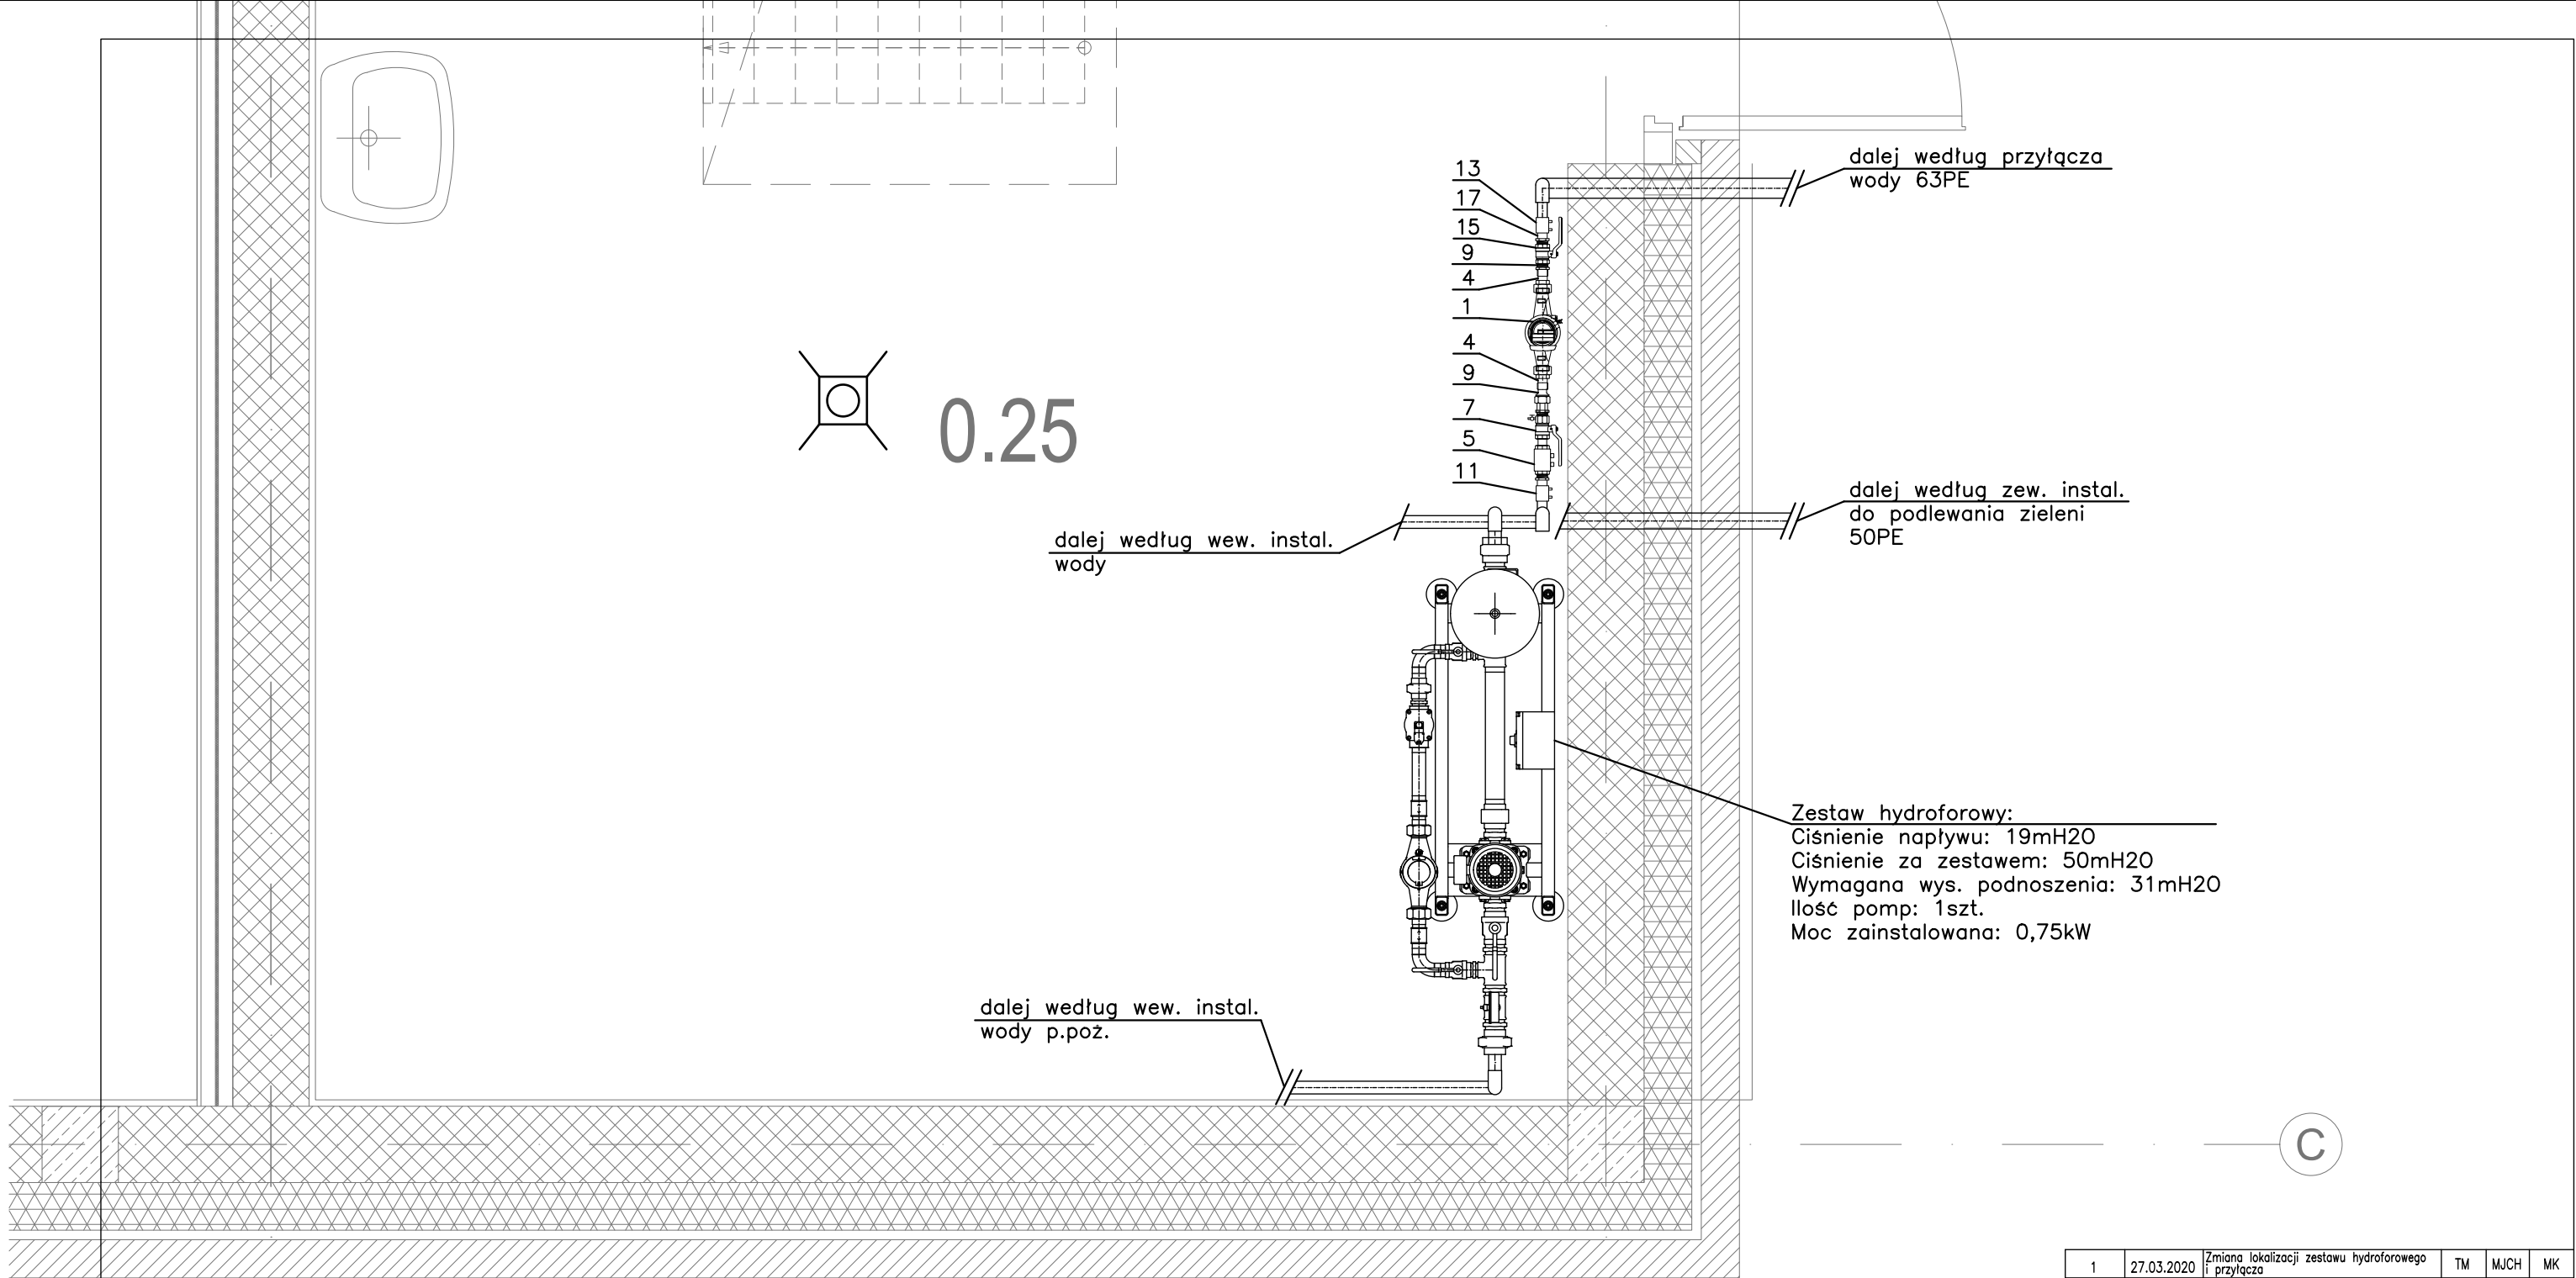 dalej według przyłącza
wody 63PE
13
17
15
9
4
1
4
9
7
5
11
0.25
dalej według zew. instal.
do podlewania zieleni
50PE
dalej według wew. instal.
wody
Zestaw hydroforowy:
Ciśnienie napływu: 19mH2O
Ciśnienie za zestawem: 50mH2O
Wymagana wys. podnoszenia: 31mH2O
Ilość pomp: 1szt.
Moc zainstalowana: 0,75kW
dalej według wew. instal.
wody p.poż.
C
1 27.03.2020 Zmiana lokalizacji zestawu hydroforowego
i przyłącza TM MJCH MK